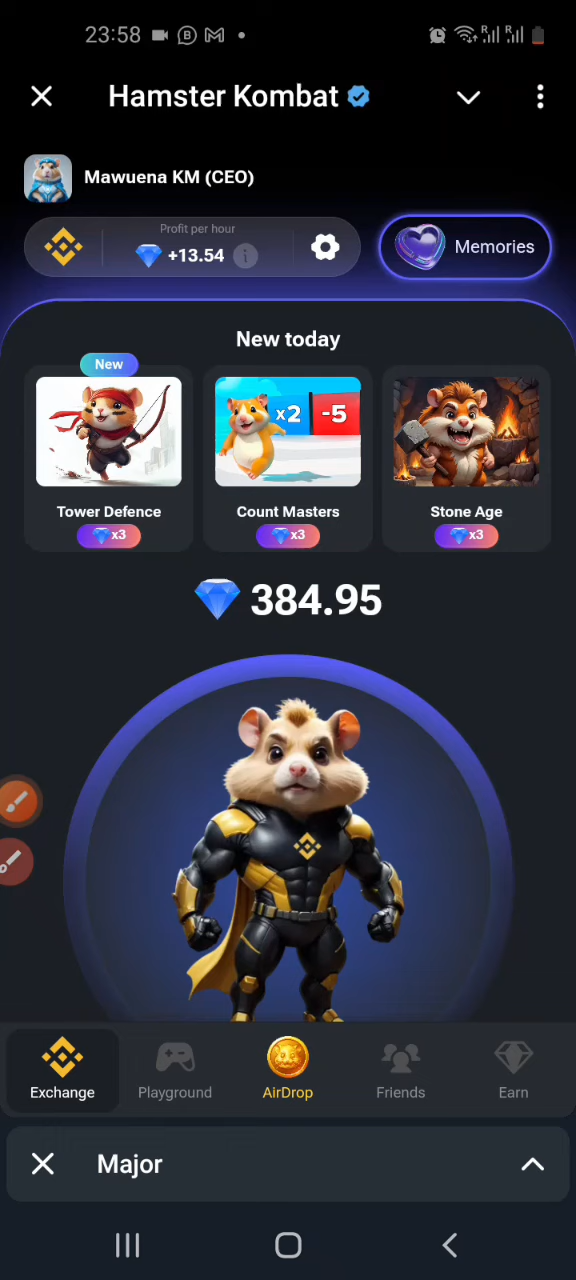 23:58
Hamster Kombat
Mawuena KM (CEO)
Profit per hour
+13.54
Memories
New today
New
x2 -5
Tower Defence Count Masters Stone Age
x3 x3 x3
384.95
Exchange Playground AirDrop Friends Earn
Major